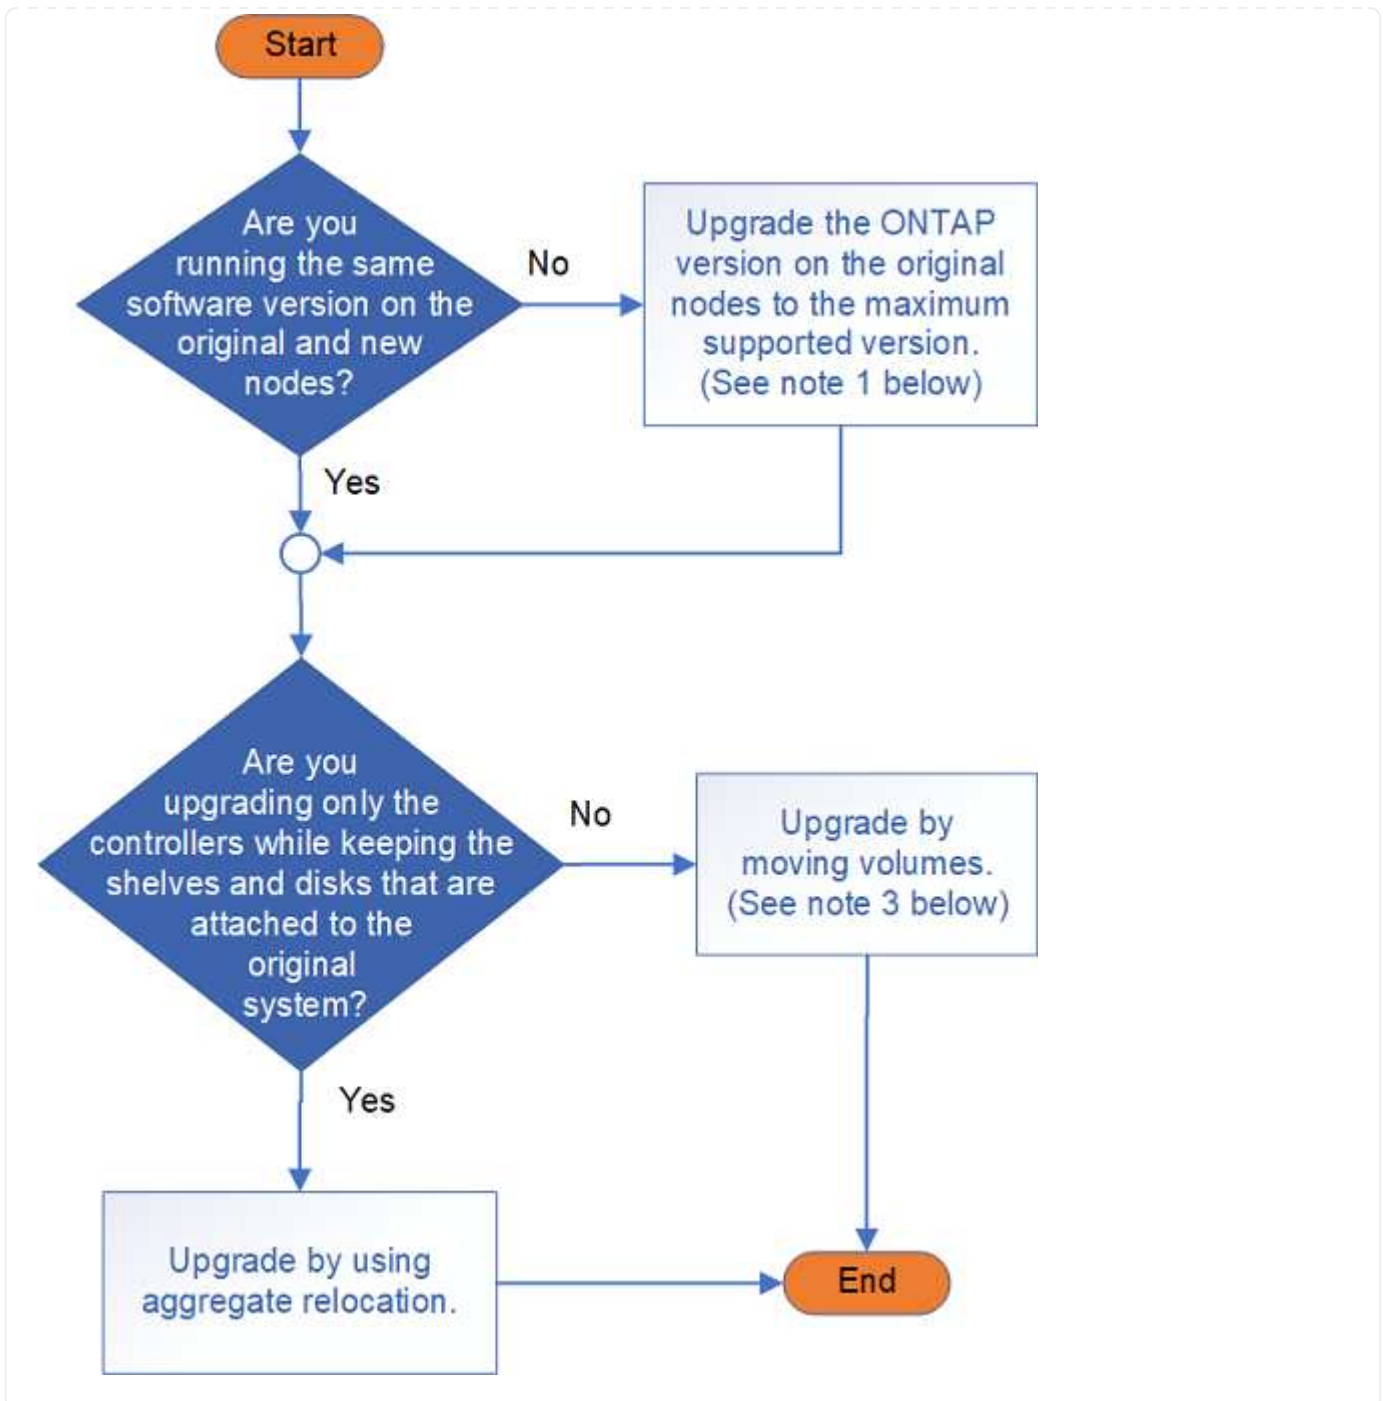 Start
Are you
running the same
software version on the
original and new
nodes?
No
Upgrade the ONTAP
version on the original
nodes to the maximum
supported version.
(See note 1 below)
Yes
Are you
upgrading only the
controllers while keeping the
shelves and disks that are
attached to the
original
system?
No
Upgrade by
moving volumes.
(See note 3 below)
Yes
Upgrade by using
aggregate relocation.
End